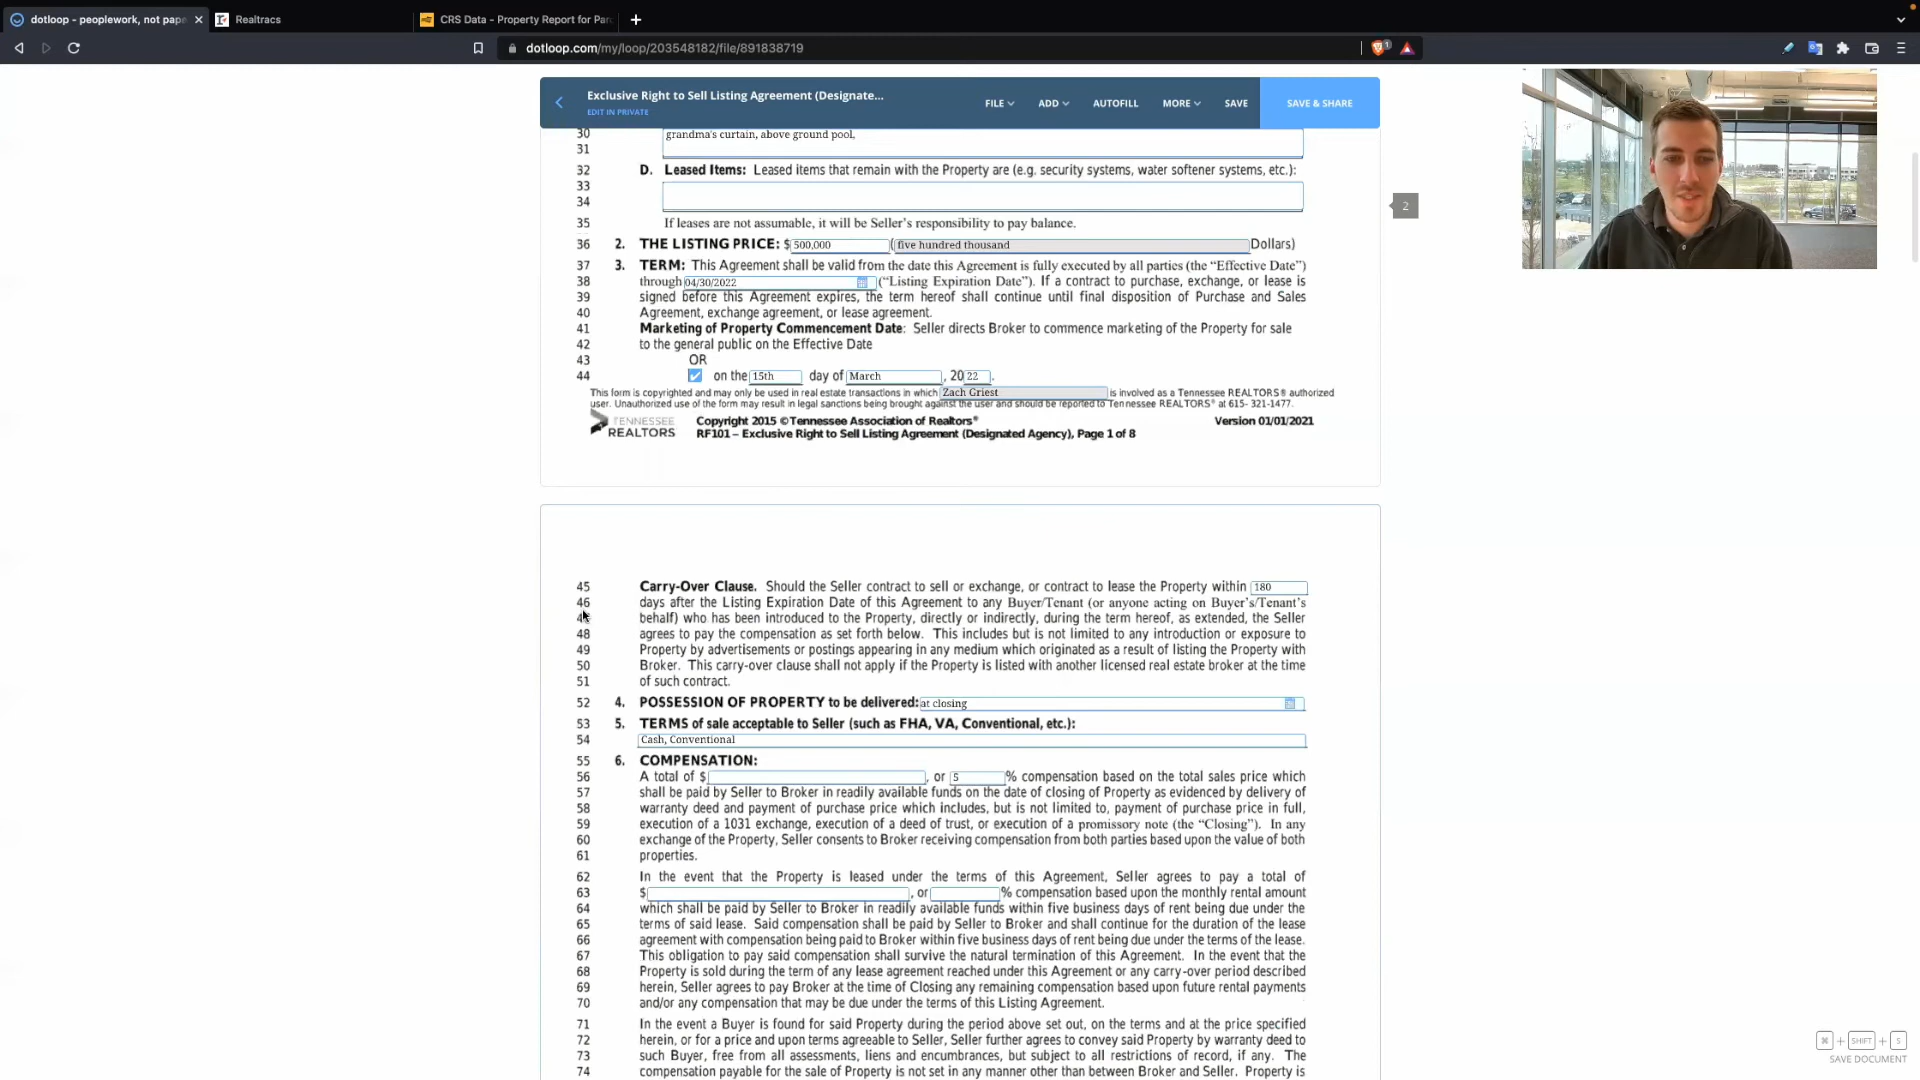 dotloop - peoplework, not pape
Realtracs
CRS Data - Property Report for Par
dotloop.com/my/loop/203548182/file/891838719
Exclusive Right to Sell Listing Agreement (Designate...
EDIT IN PRIVATE
FILE
ADD
AUTOFILL
MORE
SAVE
SAVE & SHARE
30 grandma's curtain, above ground pool,
31
32 D. Leased Items: Leased items that remain with the Property are (e.g. security systems, water softener systems, etc.):
33
34
35 If leases are not assumable, it will be Seller's responsibility to pay balance.
2
36 2. THE LISTING PRICE: $ 500,000 ( five hundred thousand Dollars)
37 3. TERM: This Agreement shall be valid from the date this Agreement is fully executed by all parties (the "Effective Date")
38 through 04/30/2022 ("Listing Expiration Date"). If a contract to purchase, exchange, or lease is
39 signed before this Agreement expires, the term hereof shall continue until final disposition of Purchase and Sales
40 Agreement, exchange agreement, or lease agreement.
41 Marketing of Property Commencement Date: Seller directs Broker to commence marketing of the Property for sale
42 to the general public on the Effective Date
43 OR
44 on the 15th day of March , 20 22 .
This form is copyrighted and may only be used in real estate transactions in which Zach Griest is involved as a Tennessee REALTORS® authorized
user. Unauthorized use of the form may result in legal sanctions being brought against the user and should be reported to Tennessee REALTORS® at 615- 321-1477.
TENNESSEE REALTORS
Copyright 2015 © Tennessee Association of Realtors® Version 01/01/2021
RF101 – Exclusive Right to Sell Listing Agreement (Designated Agency), Page 1 of 8
45 Carry-Over Clause. Should the Seller contract to sell or exchange, or contract to lease the Property within 180
46 days after the Listing Expiration Date of this Agreement to any Buyer/Tenant (or anyone acting on Buyer's/Tenant's
behalf) who has been introduced to the Property, directly or indirectly, during the term hereof, as extended, the Seller
48 agrees to pay the compensation as set forth below. This includes but is not limited to any introduction or exposure to
49 Property by advertisements or postings appearing in any medium which originated as a result of listing the Property with
50 Broker. This carry-over clause shall not apply if the Property is listed with another licensed real estate broker at the time
51 of such contract.
52 4. POSSESSION OF PROPERTY to be delivered: at closing
53 5. TERMS of sale acceptable to Seller (such as FHA, VA, Conventional, etc.):
54 Cash, Conventional
55 6. COMPENSATION:
56 A total of $ , or 5 % compensation based on the total sales price which
57 shall be paid by Seller to Broker in readily available funds on the date of closing of Property as evidenced by delivery of
58 warranty deed and payment of purchase price which includes, but is not limited to, payment of purchase price in full,
59 execution of a 1031 exchange, execution of a deed of trust, or execution of a promissory note (the "Closing"). In any
60 exchange of the Property, Seller consents to Broker receiving compensation from both parties based upon the value of both
61 properties.
62 In the event that the Property is leased under the terms of this Agreement, Seller agrees to pay a total of
63 $ , or % compensation based upon the monthly rental amount
64 which shall be paid by Seller to Broker in readily available funds within five business days of rent being due under the
65 terms of said lease. Said compensation shall be paid by Seller to Broker and shall continue for the duration of the lease
66 agreement with compensation being paid to Broker within five business days of rent being due under the terms of the lease.
67 This obligation to pay said compensation shall survive the natural termination of this Agreement. In the event that the
68 Property is sold during the term of any lease agreement reached under this Agreement or any carry-over period described
69 herein, Seller agrees to pay Broker at the time of Closing any remaining compensation based upon future rental payments
70 and/or any compensation that may be due under the terms of this Listing Agreement.
71 In the event a Buyer is found for said Property during the period above set out, on the terms and at the price specified
72 herein, or for a price and upon terms agreeable to Seller, Seller further agrees to convey said Property by warranty deed to
73 such Buyer, free from all assessments, liens and encumbrances, but subject to all restrictions of record, if any. The
74 compensation payable for the sale of Property is not set in any manner other than between Broker and Seller. Property is
⌘ + SHIFT + S
SAVE DOCUMENT